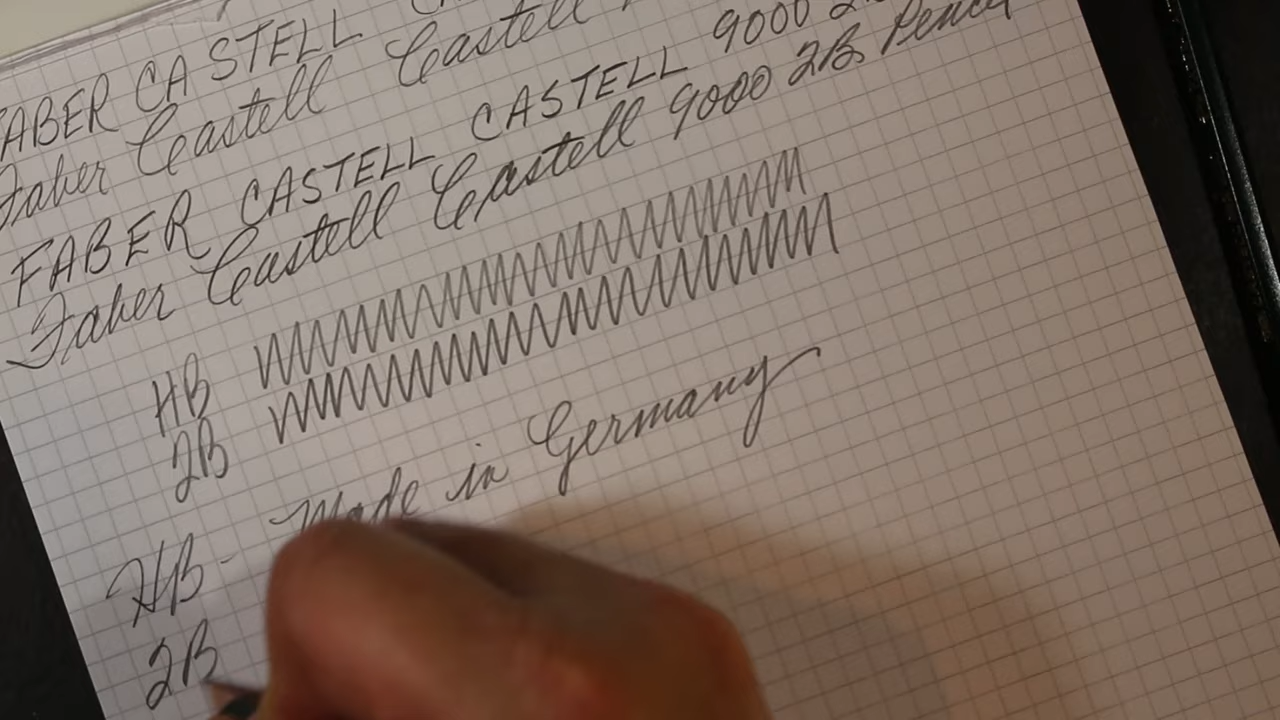 FABER CASTELL
Faber Castell Castell
FABER CASTELL CASTELL 9000
Faber Castell Castell 9000 2B Pencil
HB
2B
HB - Made in Germany
2B